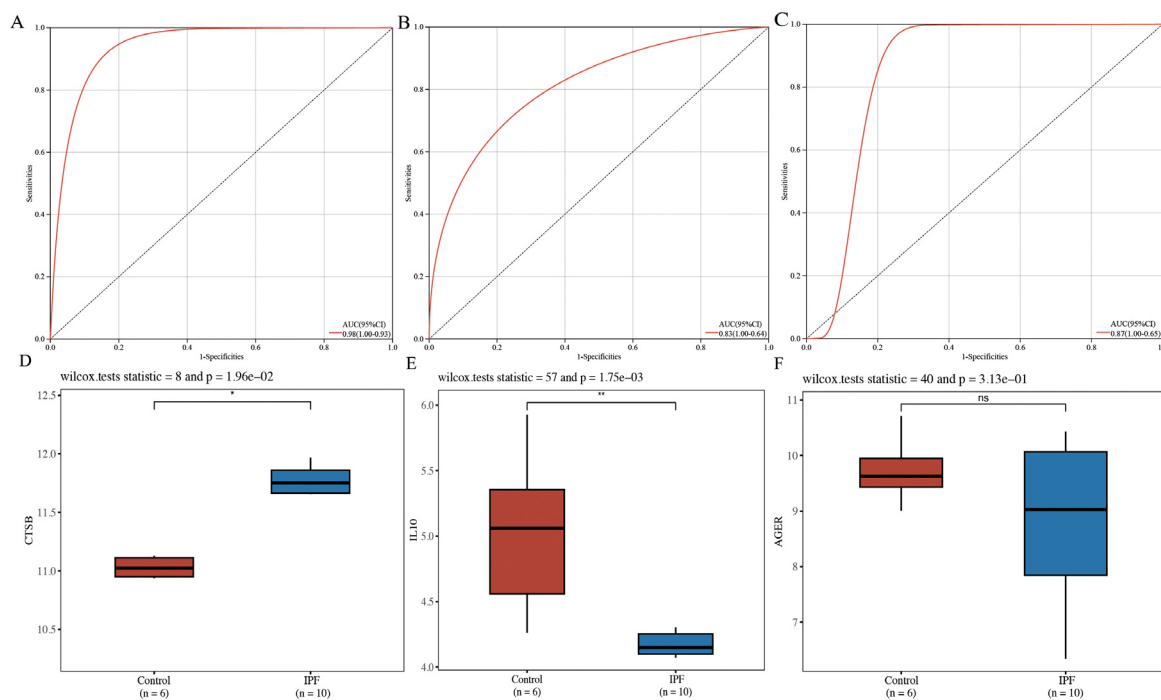 A
1.0
0.8
0.6
0.4
0.2
0.0
Sensitivities
0.0 0.2 0.4 0.6 0.8 1.0
1-Specificities
AUC(95%CI)
0.98(1.00-0.93)
B
1.0
0.8
0.6
0.4
0.2
0.0
Sensitivities
0.0 0.2 0.4 0.6 0.8 1.0
1-Specificities
AUC(95%CI)
0.83(1.00-0.64)
C
1.0
0.8
0.6
0.4
0.2
0.0
Sensitivities
0.0 0.2 0.4 0.6 0.8 1.0
1-Specificities
AUC(95%CI)
0.87(1.00-0.65)
D
wilcox.tests statistic = 8 and p = 1.96e−02
*
12.5
12.0
11.5
11.0
10.5
CTSB
Control IPF
(n = 6) (n = 10)
E
wilcox.tests statistic = 57 and p = 1.75e−03
**
6.0
5.5
5.0
4.5
4.0
IL10
Control IPF
(n = 6) (n = 10)
F
wilcox.tests statistic = 40 and p = 3.13e−01
ns
11
10
9
8
7
AGER
Control IPF
(n = 6) (n = 10)